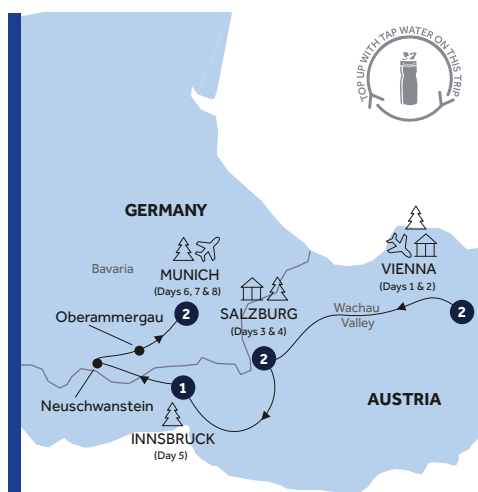 TOP UP WITH TAP WATER ON THIS TRIP
GERMANY
Bavaria
MUNICH
(Days 6, 7 & 8)
VIENNA
(Days 1 & 2)
SALZBURG
(Days 3 & 4)
Wachau
Valley
Oberammergau
2
2
2
1
Neuschwanstein
AUSTRIA
INNSBRUCK
(Day 5)